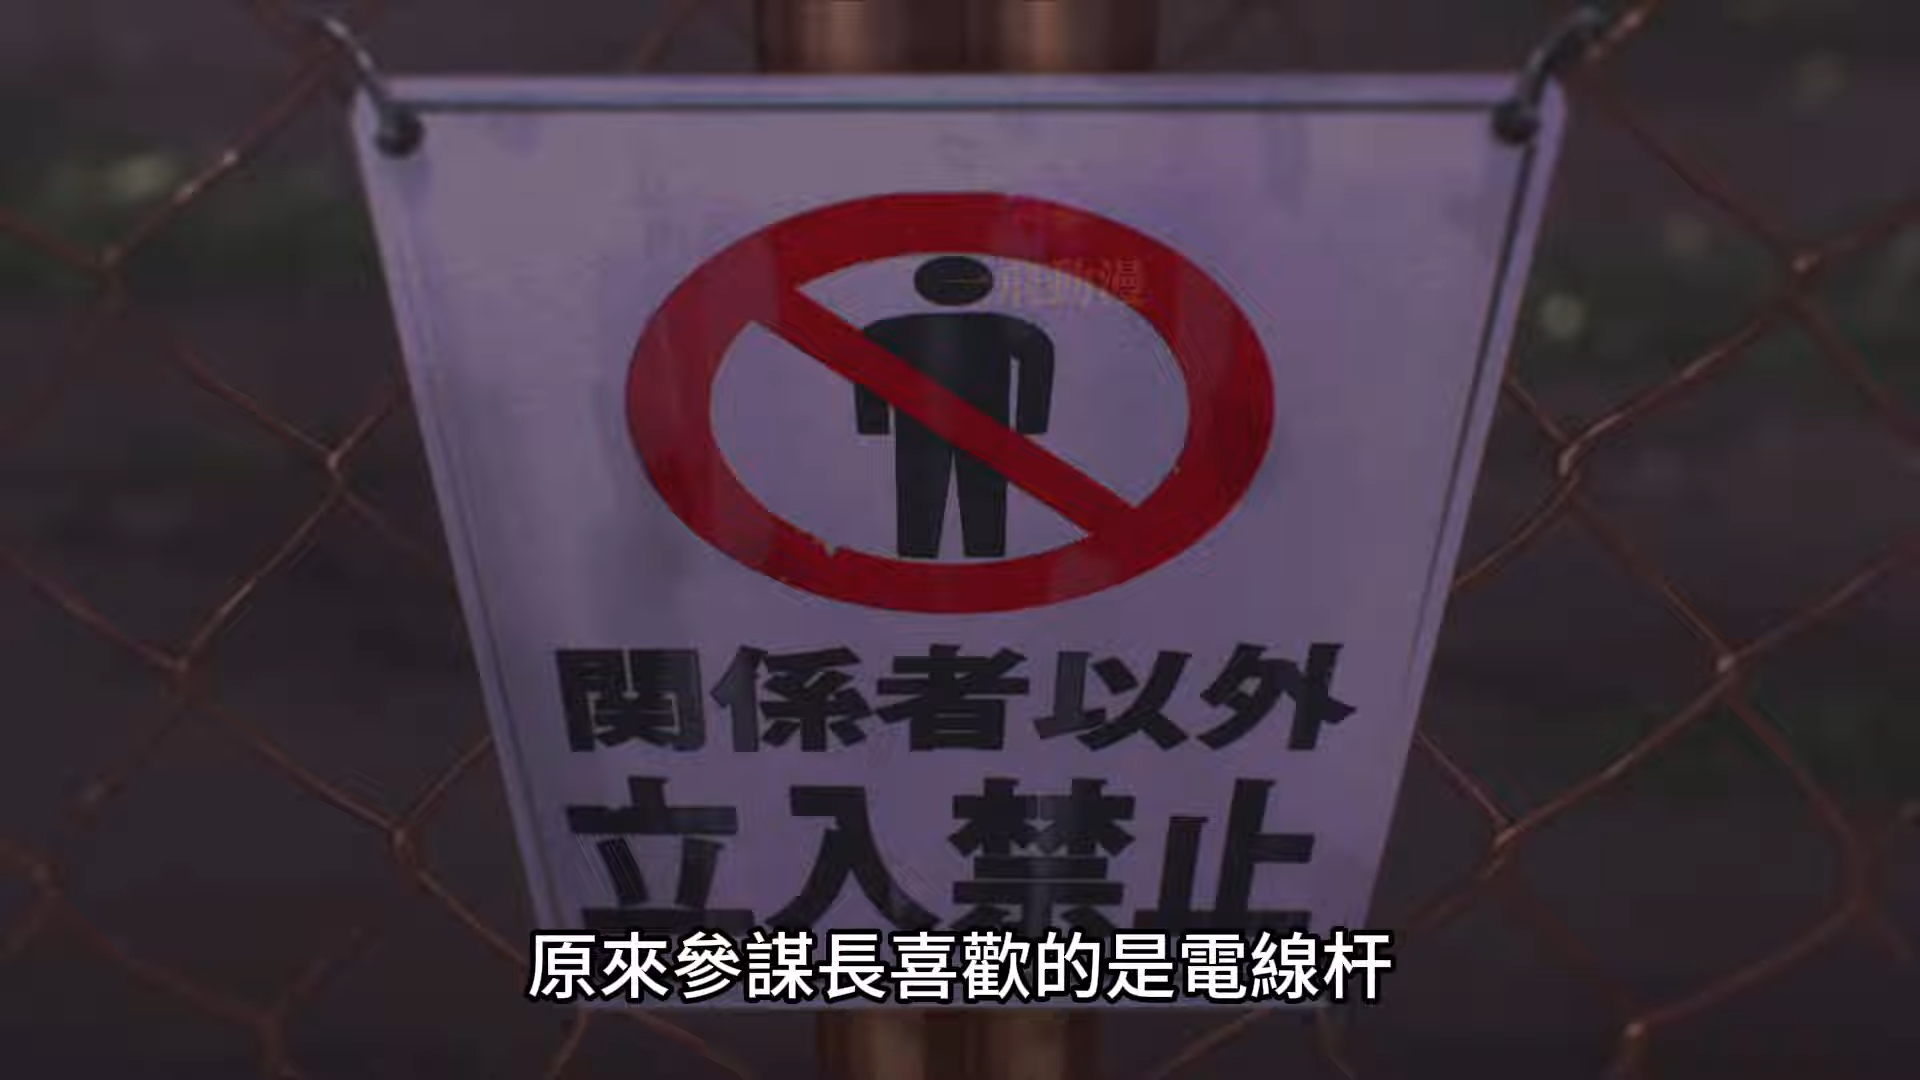 関係者以外
立入禁止
原來參謀長喜歡的是電線杆